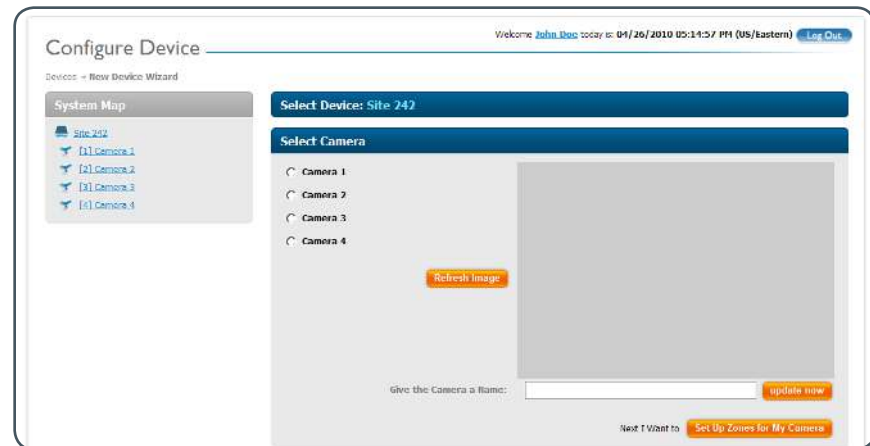 Welcome John Doe today is: 04/26/2010 05:14:57 PM (US/Eastern) Log Out
Configure Device
Devices → New Device Wizard
System Map
Site 242
[1] Camera 1
[2] Camera 2
[3] Camera 3
[4] Camera 4
Select Device: Site 242
Select Camera
Camera 1
Camera 2
Camera 3
Camera 4
Refresh Image
Give the Camera a Name:
update now
Next I Want to Set Up Zones for My Camera